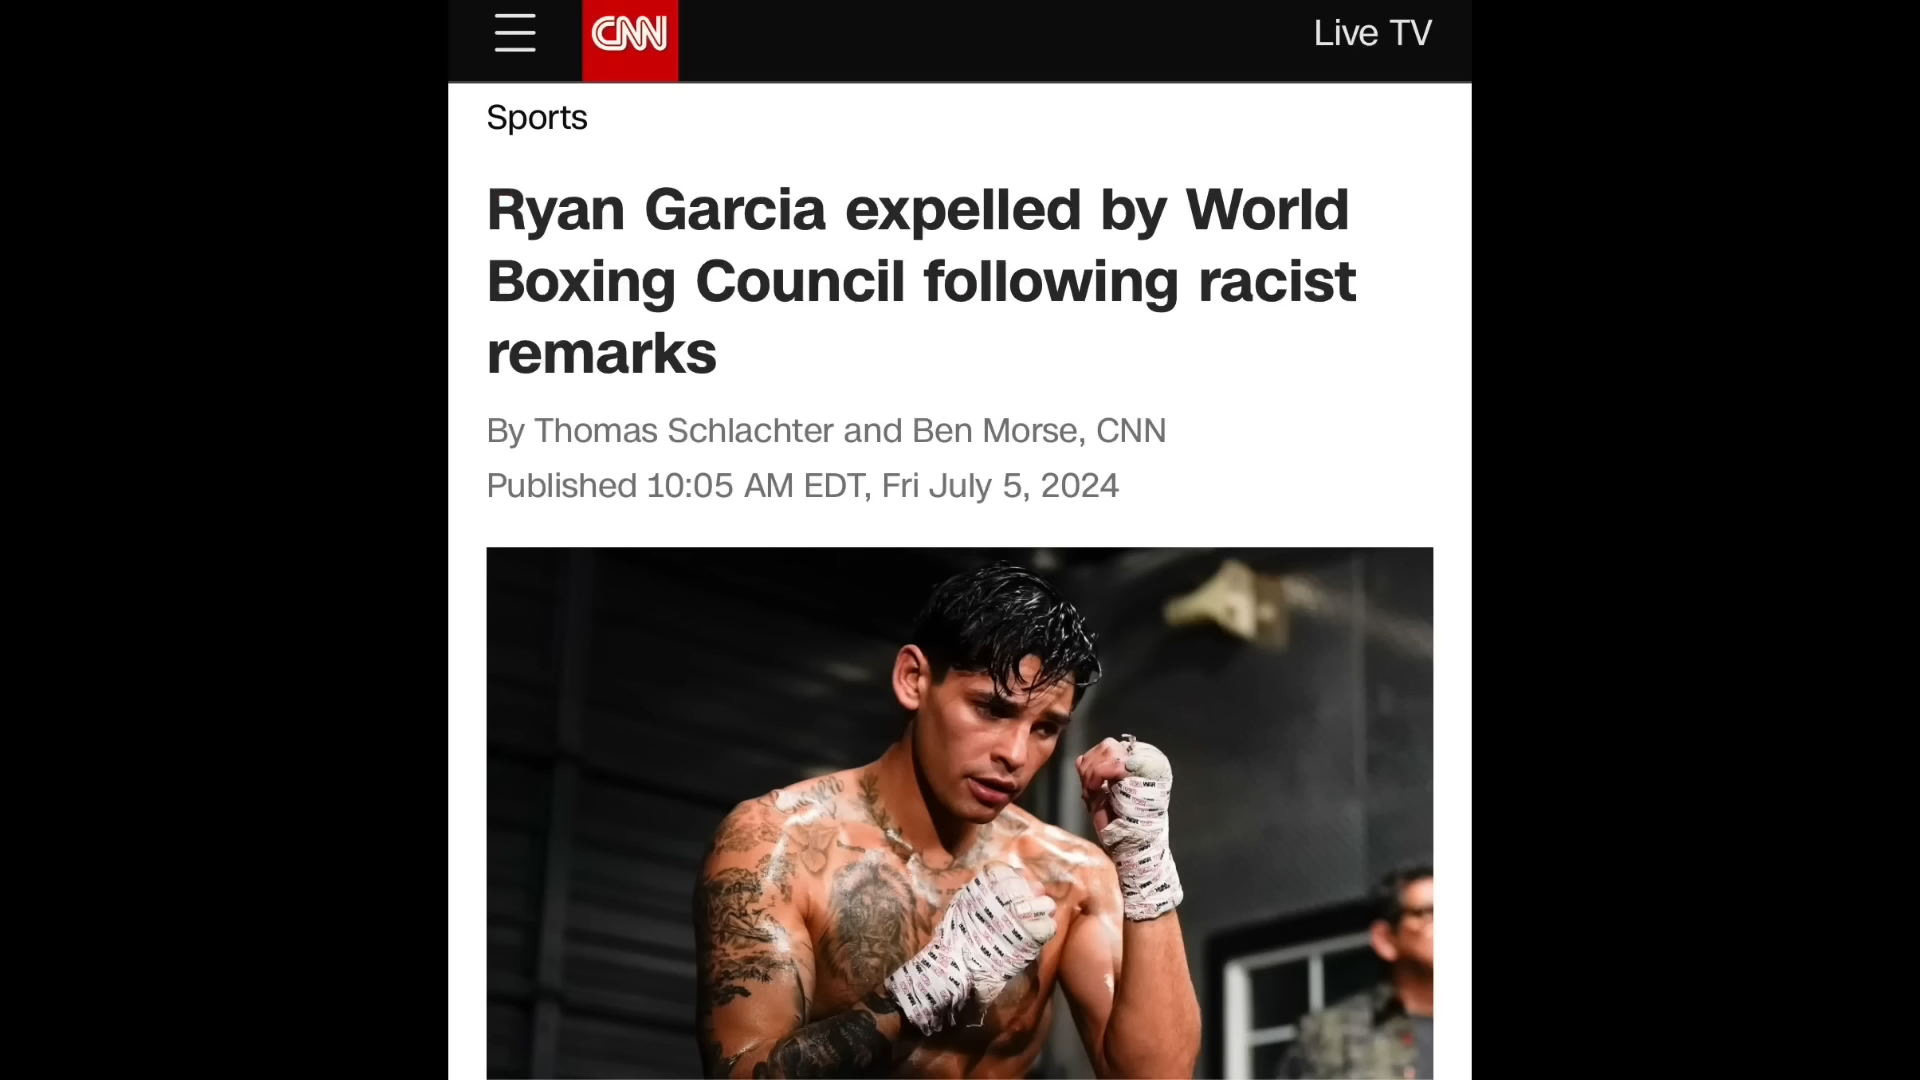 CNN
Live TV
Sports
Ryan Garcia expelled by World
Boxing Council following racist
remarks
By Thomas Schlachter and Ben Morse, CNN
Published 10:05 AM EDT, Fri July 5, 2024